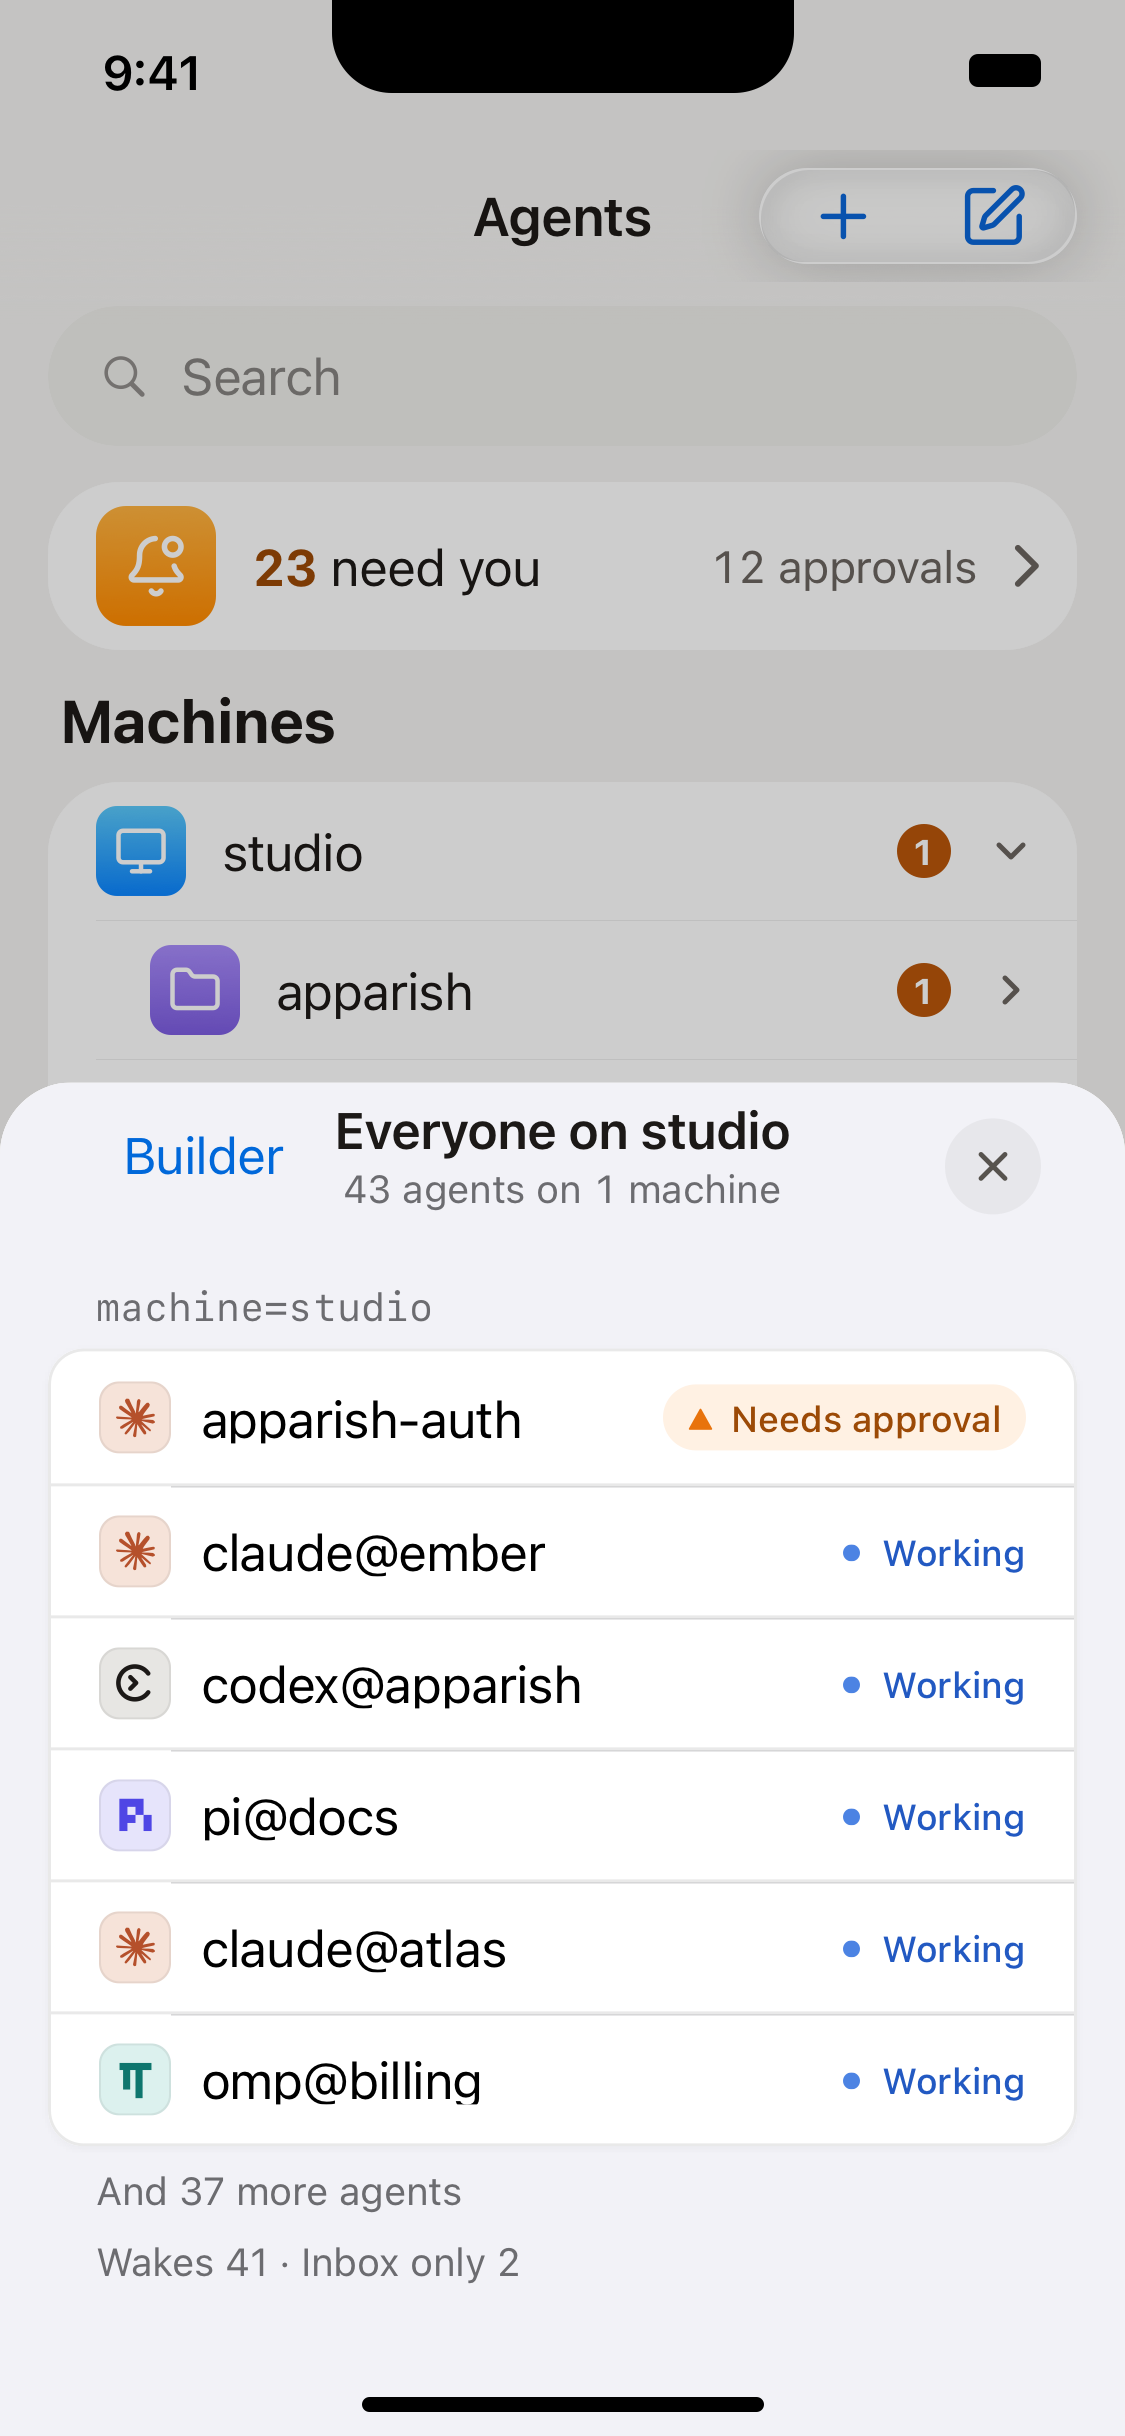 9:41
Agents
Search
23 need you
12 approvals
Machines
studio
1
apparish
1
Builder
Everyone on studio
43 agents on 1 machine
machine=studio
apparish-auth
Needs approval
claude@ember
Working
codex@apparish
Working
pi@docs
Working
claude@atlas
Working
omp@billing
Working
And 37 more agents
Wakes 41 · Inbox only 2